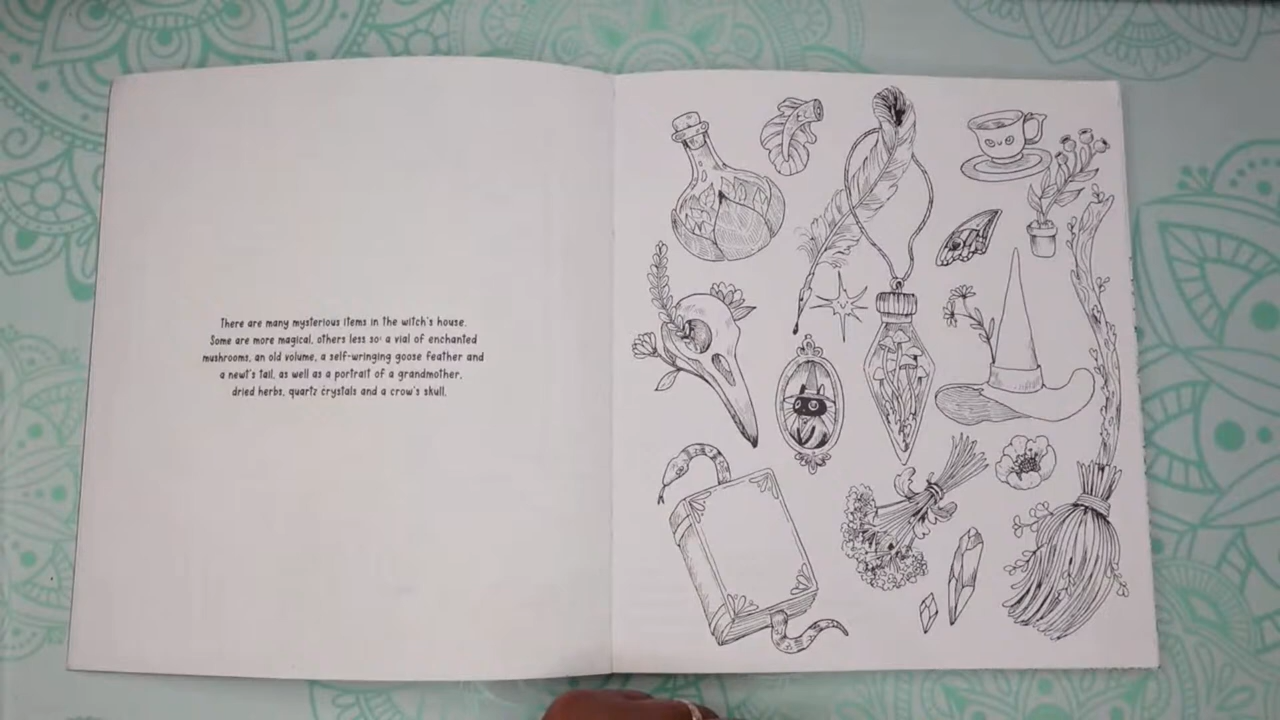 There are many mysterious items in the witch's house.
Some are more magical, others less so: a vial of enchanted
mushrooms, an old volume, a self-wringing goose feather and
a newt's tail, as well as a portrait of a grandmother,
dried herbs, quartz crystals and a crow's skull.